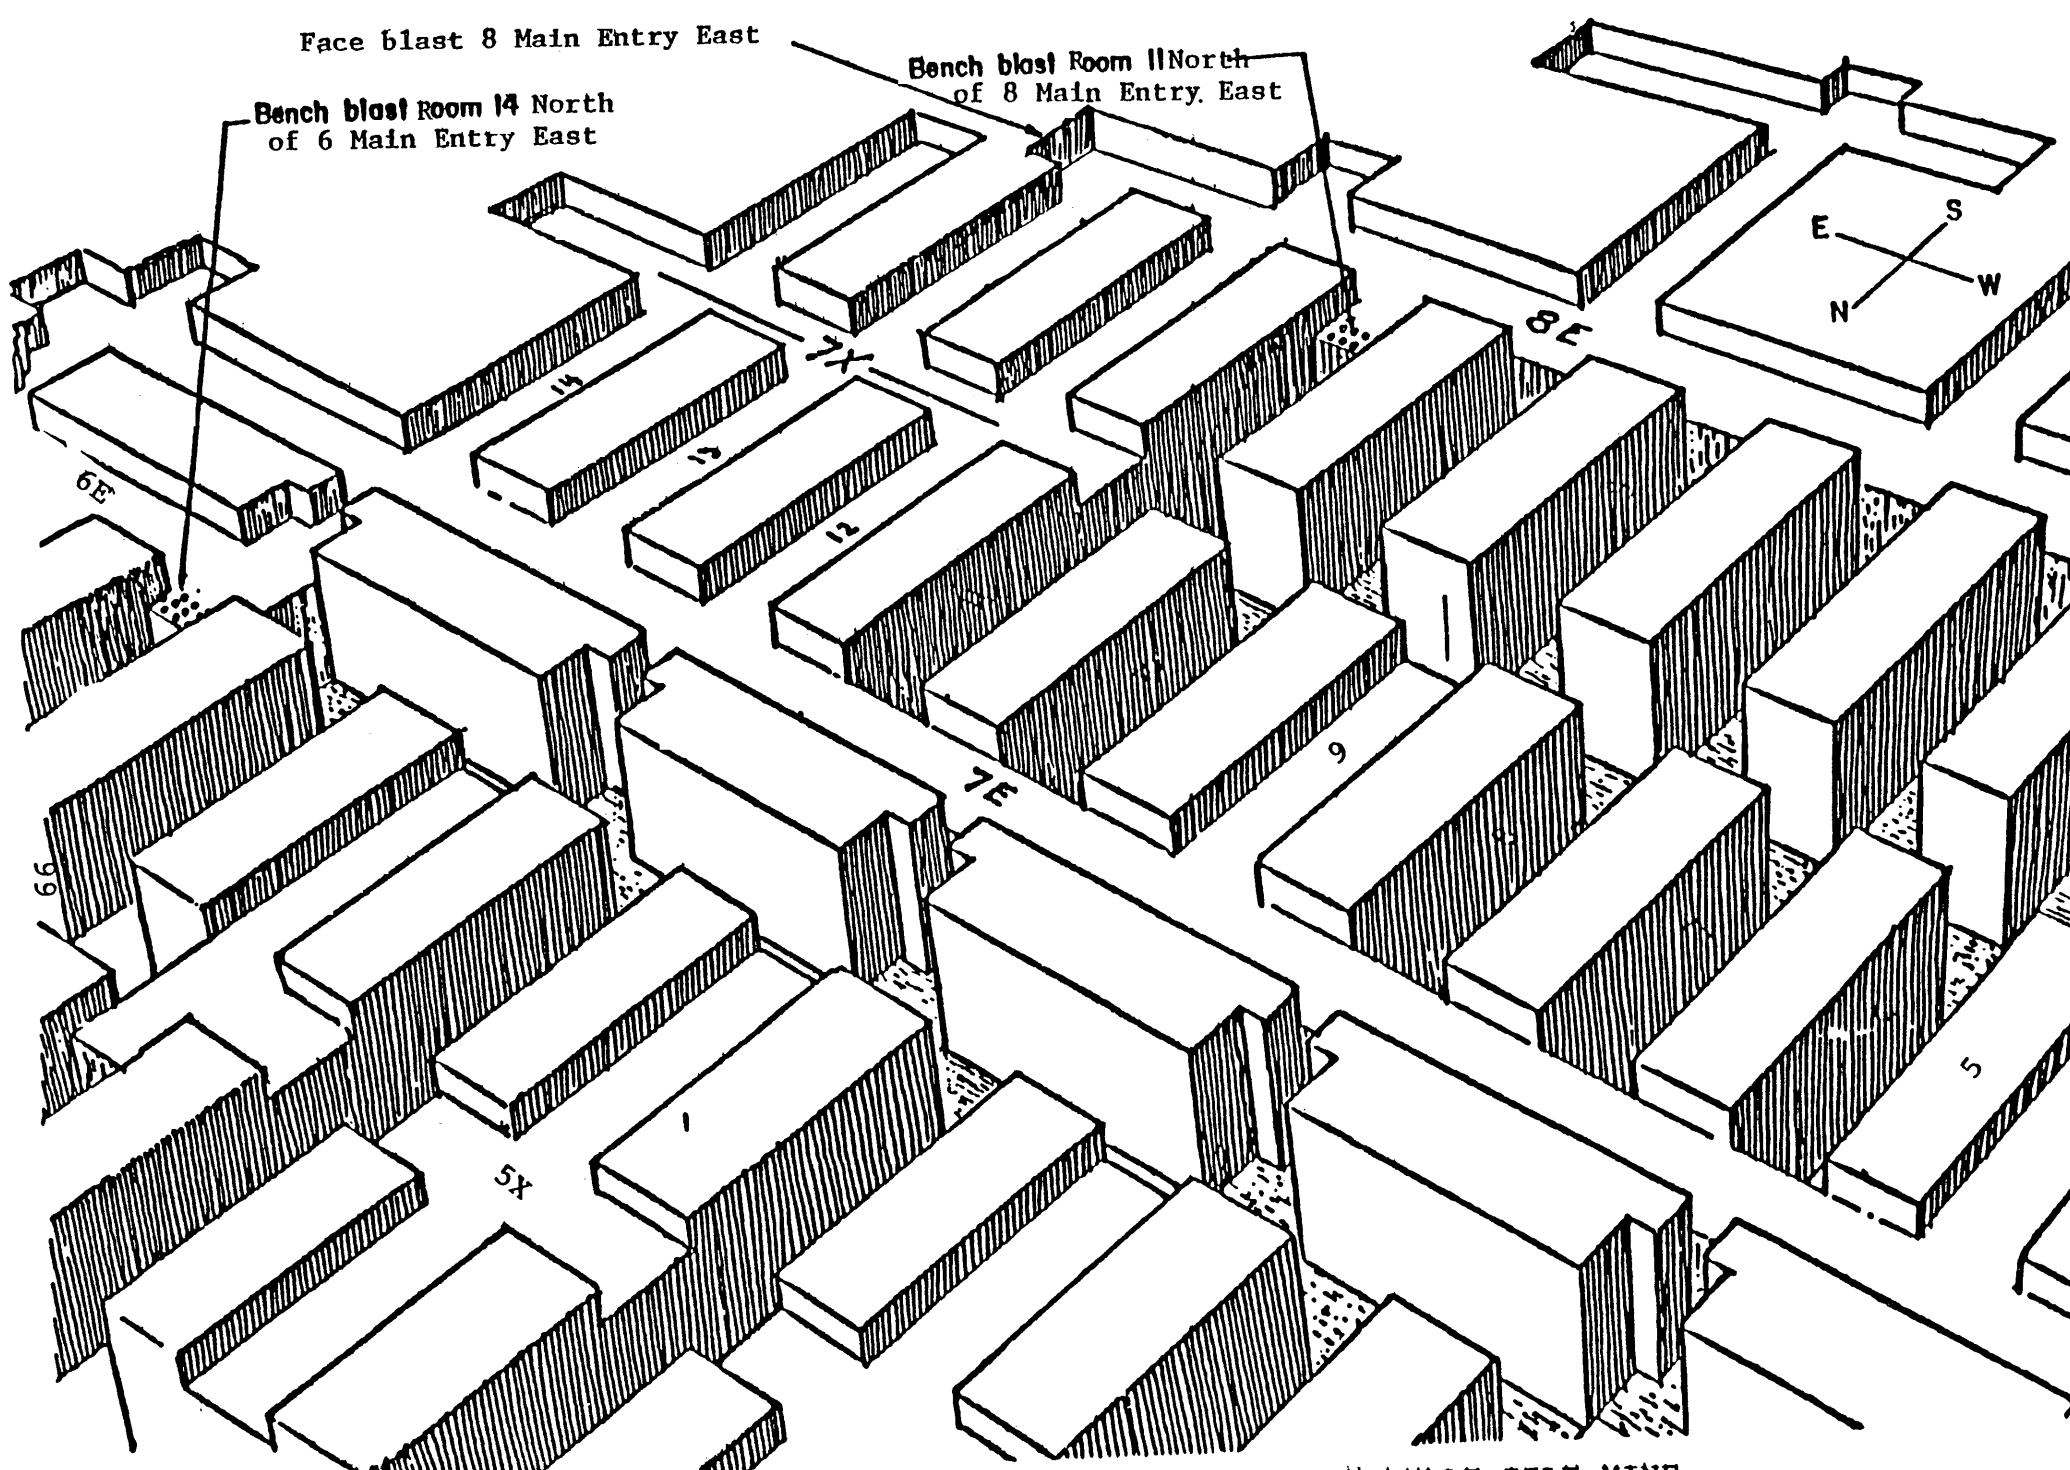 Face blast 8 Main Entry East
Bench blast Room 11 North
of 8 Main Entry East
Bench blast Room 14 North
of 6 Main Entry East
E
S
N
W
8E
7X
14
13
12
6E
9
7E
66
5
1
5X
MINE